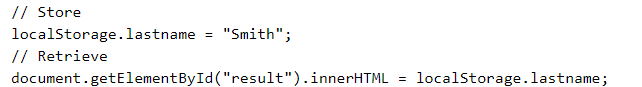 // Store
localStorage.lastname = "Smith";
// Retrieve
document.getElementById("result").innerHTML = localStorage.lastname;